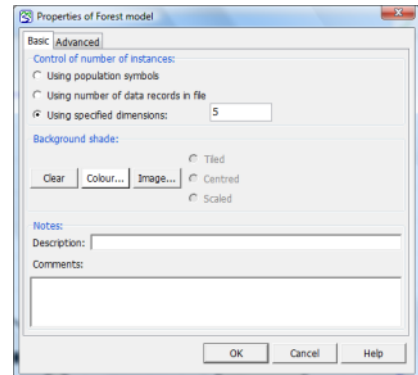 Properties of Forest model
Basic Advanced
Control of number of instances:
Using population symbols
Using number of data records in file
Using specified dimensions: 5
Background shade:
Tiled
Clear Colour... Image... Centred
Scaled
Notes:
Description:
Comments:
OK Cancel Help